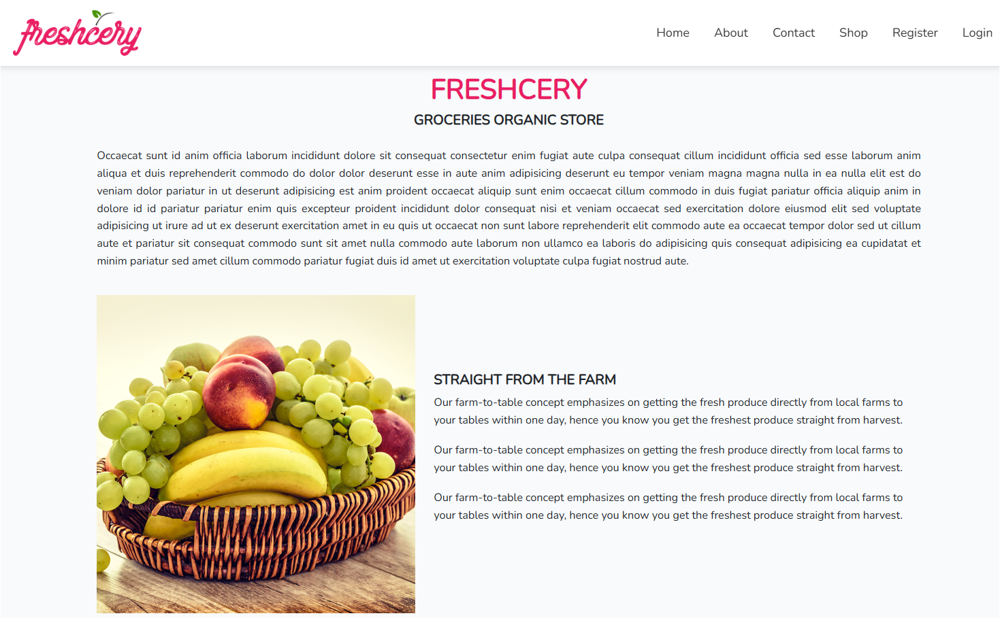 freshcery
Home About Contact Shop Register Login
FRESHCERY
GROCERIES ORGANIC STORE
Occaecat sunt id anim officia laborum incididunt dolore sit consequat consectetur enim fugiat aute culpa consequat cillum incididunt officia sed esse laborum anim
aliqua et duis reprehenderit commodo do dolor dolor deserunt esse in aute anim adipisicing deserunt eu tempor veniam magna magna nulla in ea nulla elit est do
veniam dolor pariatur in ut deserunt adipisicing est anim proident occaecat aliquip sunt enim occaecat cillum commodo in duis fugiat pariatur officia aliquip anim in
dolore id id pariatur pariatur enim quis excepteur proident incididunt dolor consequat nisi et veniam occaecat sed exercitation dolore eiusmod elit sed voluptate
adipisicing ut irure ad ut ex deserunt exercitation amet in eu quis ut occaecat non sunt labore reprehenderit elit commodo aute ea occaecat tempor dolor sed ut cillum
aute et pariatur sit consequat commodo sunt sit amet nulla commodo aute laborum non ullamco ea laboris do adipisicing quis consequat adipisicing ea cupidatat et
minim pariatur sed amet cillum commodo pariatur fugiat duis id amet ut exercitation voluptate culpa fugiat nostrud aute.
STRAIGHT FROM THE FARM
Our farm-to-table concept emphasizes on getting the fresh produce directly from local farms to
your tables within one day, hence you know you get the freshest produce straight from harvest.
Our farm-to-table concept emphasizes on getting the fresh produce directly from local farms to
your tables within one day, hence you know you get the freshest produce straight from harvest.
Our farm-to-table concept emphasizes on getting the fresh produce directly from local farms to
your tables within one day, hence you know you get the freshest produce straight from harvest.